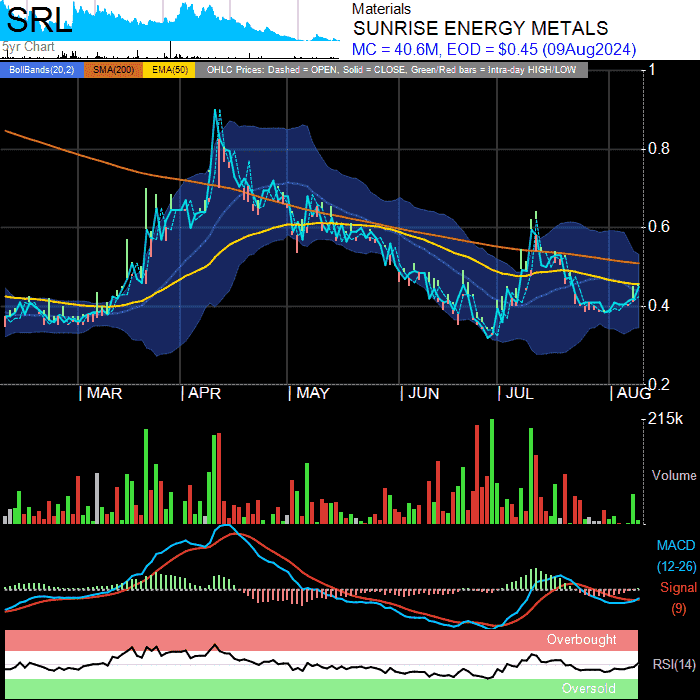 SRL
5yr Chart
Materials
SUNRISE ENERGY METALS
MC = 40.6M, EOD = $0.45 (09Aug2024)
BollBands(20,2) SMA(200) EMA(50) OHLC Prices: Dashed = OPEN, Solid = CLOSE, Green/Red bars = Intra-day HIGH/LOW
1
0.8
0.6
0.4
0.2
| MAR | APR | MAY | JUN | JUL | AUG
215k
Volume
MACD
(12-26)
Signal
(9)
Overbought
RSI(14)
Oversold